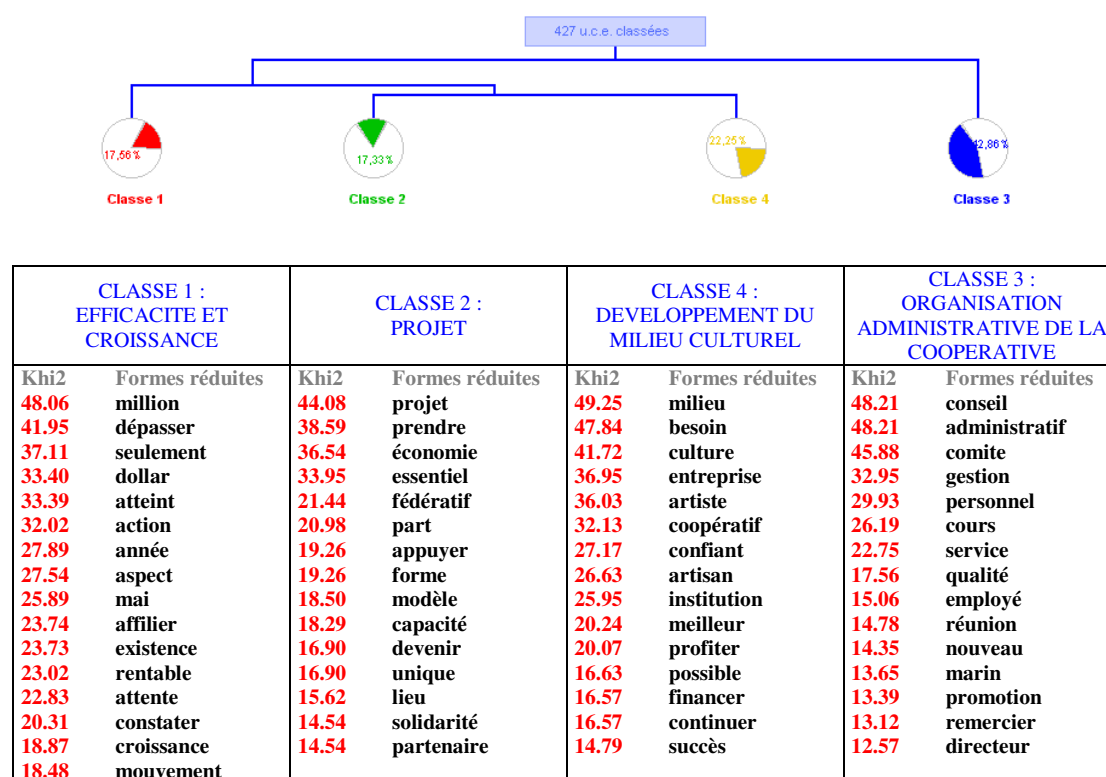 427 u.c.e. classées
17,56 % 17,33 % 22,25 % 42,86 %
Classe 1 Classe 2 Classe 4 Classe 3
CLASSE 1 :
EFFICACITE ET
CROISSANCE
CLASSE 2 :
PROJET
CLASSE 4 :
DEVELOPPEMENT DU
MILIEU CULTUREL
CLASSE 3 :
ORGANISATION
ADMINISTRATIVE DE LA
COOPERATIVE
Khi2 Formes réduites Khi2 Formes réduites Khi2 Formes réduites Khi2 Formes réduites
48.06 million 44.08 projet 49.25 milieu 48.21 conseil
41.95 dépasser 38.59 prendre 47.84 besoin 48.21 administratif
37.11 seulement 36.54 économie 41.72 culture 45.88 comite
33.40 dollar 33.95 essentiel 36.95 entreprise 32.95 gestion
33.39 atteint 21.44 fédératif 36.03 artiste 29.93 personnel
32.02 action 20.98 part 32.13 coopératif 26.19 cours
27.89 année 19.26 appuyer 27.17 confiant 22.75 service
27.54 aspect 19.26 forme 26.63 artisan 17.56 qualité
25.89 mai 18.50 modèle 25.95 institution 15.06 employé
23.74 affilier 18.29 capacité 20.24 meilleur 14.78 réunion
23.73 existence 16.90 devenir 20.07 profiter 14.35 nouveau
23.02 rentable 16.90 unique 16.63 possible 13.65 marin
22.83 attente 15.62 lieu 16.57 financer 13.39 promotion
20.31 constater 14.54 solidarité 16.57 continuer 13.12 remercier
18.87 croissance 14.54 partenaire 14.79 succès 12.57 directeur
18.48 mouvement